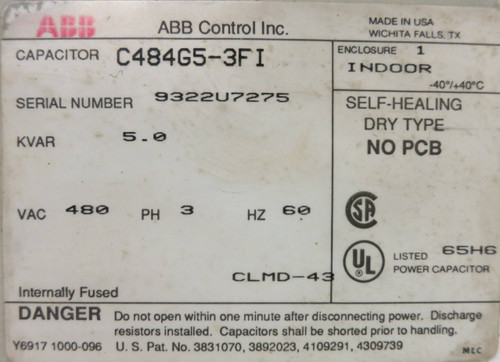 ABB ABB Control Inc. MADE IN USA
WICHITA FALLS, TX
CAPACITOR C484G5-3FI
ENCLOSURE 1
INDOOR
-40°/+40°C
SERIAL NUMBER 9322U7275
KVAR 5.0
SELF-HEALING
DRY TYPE
NO PCB
VAC 480 PH 3 HZ 60
SA
UL LISTED 65H6
POWER CAPACITOR
CLMD-43
Internally Fused
DANGER Do not open within one minute after disconnecting power. Discharge
resistors installed. Capacitors shall be shorted prior to handling.
Y6917 1000-096 U. S. Pat. No. 3831070, 3892023, 4109291, 4309739
MLC